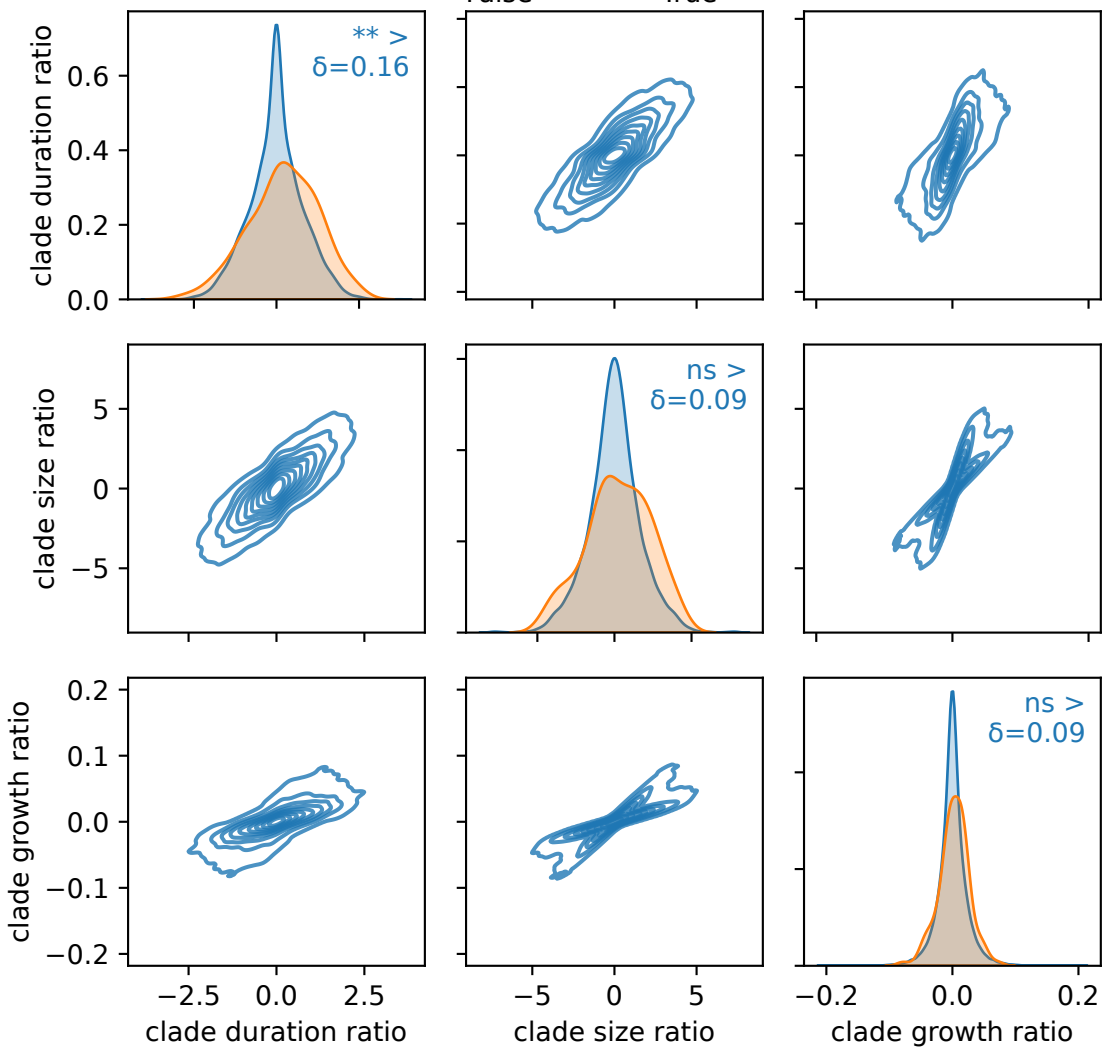 False True
clade duration ratio
0.6
0.4
0.2
0.0
** >
δ=0.16
clade size ratio
5
0
−5
ns >
δ=0.09
clade growth ratio
0.2
0.1
0.0
−0.1
−0.2
ns >
δ=0.09
−2.5 0.0 2.5
−5 0 5
−0.2 0.0 0.2
clade duration ratio
clade size ratio
clade growth ratio